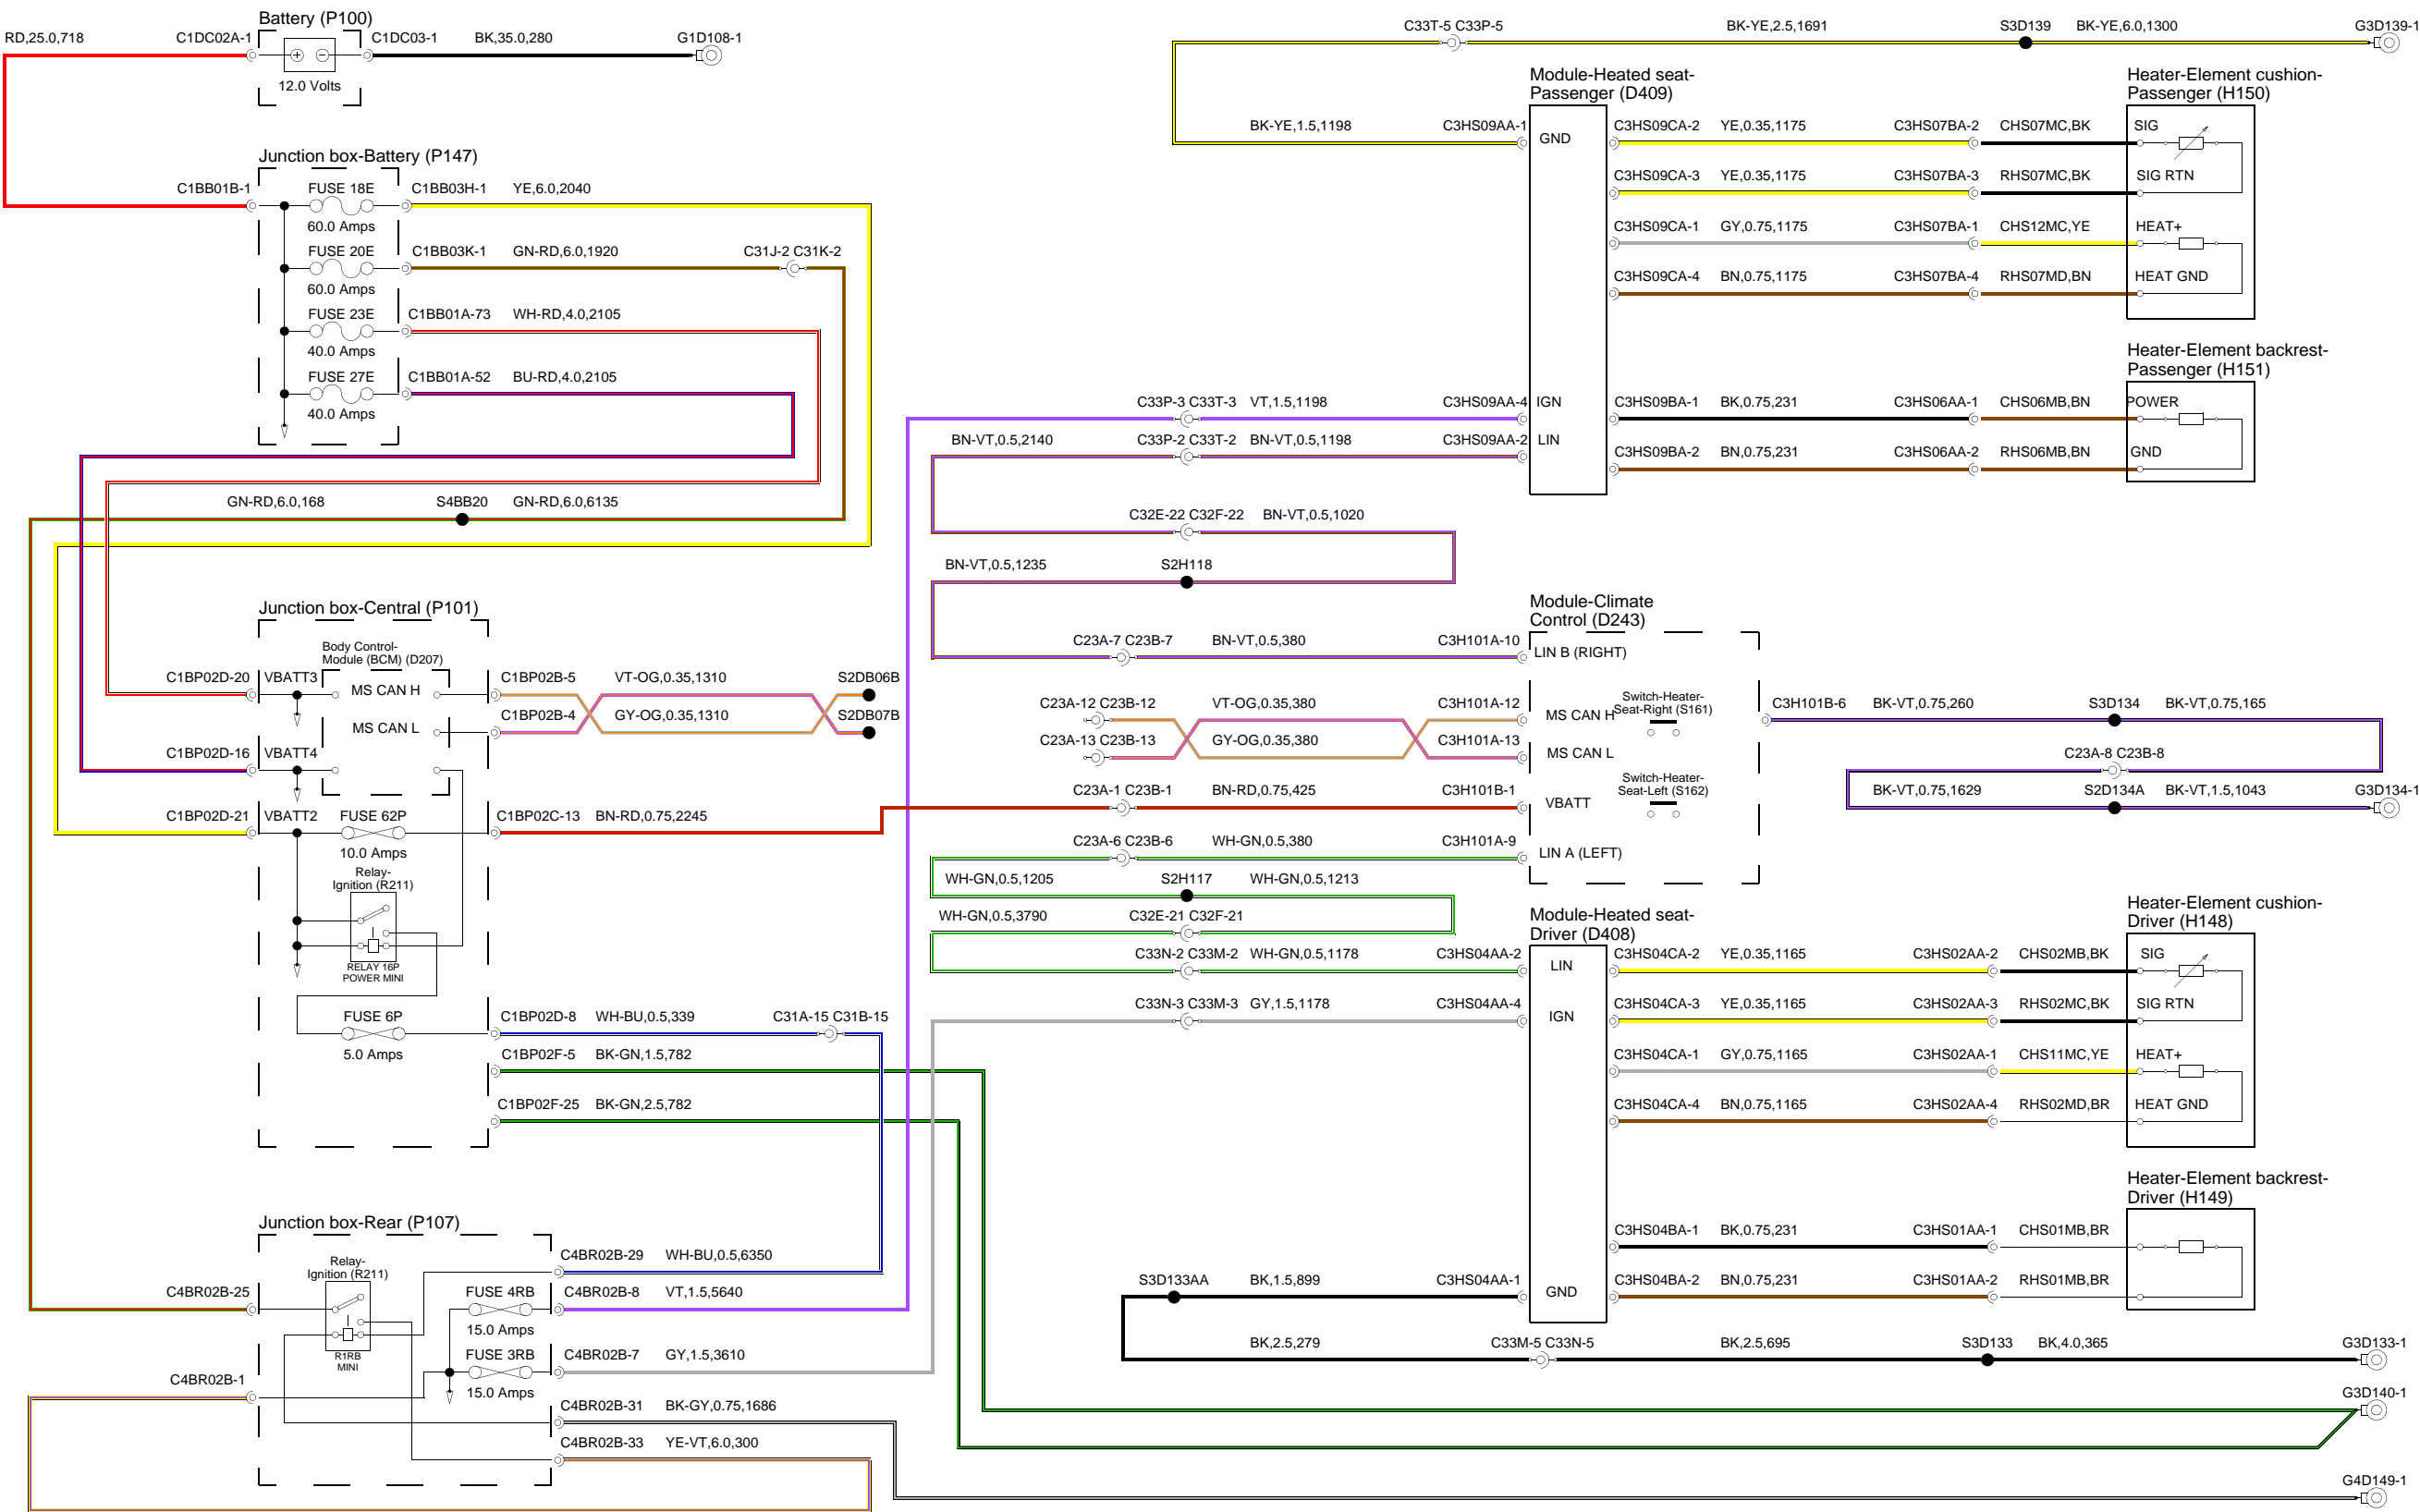 Battery (P100)
RD,25.0,718
C1DC02A-1
C1DC03-1
BK,35.0,280
G1D108-1
12.0 Volts
Junction box-Battery (P147)
C1BB01B-1
FUSE 18E
60.0 Amps
C1BB03H-1
YE,6.0,2040
FUSE 20E
60.0 Amps
C1BB03K-1
GN-RD,6.0,1920
C31J-2 C31K-2
FUSE 23E
40.0 Amps
C1BB01A-73
WH-RD,4.0,2105
FUSE 27E
40.0 Amps
C1BB01A-52
BU-RD,4.0,2105
GN-RD,6.0,168
S4BB20
GN-RD,6.0,6135
Junction box-Central (P101)
Body Control-
Module (BCM) (D207)
C1BP02D-20
VBATT3
MS CAN H
C1BP02B-5
VT-OG,0.35,1310
S2DB06B
MS CAN L
C1BP02B-4
GY-OG,0.35,1310
S2DB07B
C1BP02D-16
VBATT4
C1BP02D-21
VBATT2
FUSE 62P
10.0 Amps
C1BP02C-13
BN-RD,0.75,2245
Relay-
Ignition (R211)
RELAY 16P
POWER MINI
FUSE 6P
5.0 Amps
C1BP02D-8
WH-BU,0.5,339
C31A-15 C31B-15
C1BP02F-5
BK-GN,1.5,782
C1BP02F-25
BK-GN,2.5,782
Junction box-Rear (P107)
Relay-
Ignition (R211)
R1RB
MINI
C4BR02B-25
C4BR02B-1
FUSE 4RB
15.0 Amps
FUSE 3RB
15.0 Amps
C4BR02B-29
WH-BU,0.5,6350
C4BR02B-8
VT,1.5,5640
C4BR02B-7
GY,1.5,3610
C4BR02B-31
BK-GY,0.75,1686
C4BR02B-33
YE-VT,6.0,300
C33T-5 C33P-5
BK-YE,2.5,1691
S3D139
BK-YE,6.0,1300
G3D139-1
Module-Heated seat-
Passenger (D409)
BK-YE,1.5,1198
C3HS09AA-1
GND
C3HS09CA-2
YE,0.35,1175
C3HS07BA-2
CHS07MC,BK
C3HS09CA-3
YE,0.35,1175
C3HS07BA-3
RHS07MC,BK
C3HS09CA-1
GY,0.75,1175
C3HS07BA-1
CHS12MC,YE
C3HS09CA-4
BN,0.75,1175
C3HS07BA-4
RHS07MD,BN
Heater-Element cushion-
Passenger (H150)
SIG
SIG RTN
HEAT+
HEAT GND
C33P-3 C33T-3
VT,1.5,1198
C3HS09AA-4
IGN
BN-VT,0.5,2140
C33P-2 C33T-2
BN-VT,0.5,1198
C3HS09AA-2
LIN
C3HS09BA-1
BK,0.75,231
C3HS06AA-1
CHS06MB,BN
C3HS09BA-2
BN,0.75,231
C3HS06AA-2
RHS06MB,BN
Heater-Element backrest-
Passenger (H151)
POWER
GND
C32E-22 C32F-22
BN-VT,0.5,1020
BN-VT,0.5,1235
S2H118
Module-Climate
Control (D243)
C23A-7 C23B-7
BN-VT,0.5,380
C3H101A-10
LIN B (RIGHT)
C23A-12 C23B-12
VT-OG,0.35,380
C3H101A-12
MS CAN H
C23A-13 C23B-13
GY-OG,0.35,380
C3H101A-13
MS CAN L
Switch-Heater-
Seat-Right (S161)
Switch-Heater-
Seat-Left (S162)
C23A-1 C23B-1
BN-RD,0.75,425
C3H101B-1
VBATT
C23A-6 C23B-6
WH-GN,0.5,380
C3H101A-9
LIN A (LEFT)
C3H101B-6
BK-VT,0.75,260
S3D134
BK-VT,0.75,165
C23A-8 C23B-8
BK-VT,0.75,1629
S2D134A
BK-VT,1.5,1043
G3D134-1
WH-GN,0.5,1205
S2H117
WH-GN,0.5,1213
WH-GN,0.5,3790
C32E-21 C32F-21
Module-Heated seat-
Driver (D408)
C33N-2 C33M-2
WH-GN,0.5,1178
C3HS04AA-2
LIN
C33N-3 C33M-3
GY,1.5,1178
C3HS04AA-4
IGN
C3HS04CA-2
YE,0.35,1165
C3HS02AA-2
CHS02MB,BK
C3HS04CA-3
YE,0.35,1165
C3HS02AA-3
RHS02MC,BK
C3HS04CA-1
GY,0.75,1165
C3HS02AA-1
CHS11MC,YE
C3HS04CA-4
BN,0.75,1165
C3HS02AA-4
RHS02MD,BR
Heater-Element cushion-
Driver (H148)
SIG
SIG RTN
HEAT+
HEAT GND
Heater-Element backrest-
Driver (H149)
C3HS04BA-1
BK,0.75,231
C3HS01AA-1
CHS01MB,BR
C3HS04BA-2
BN,0.75,231
C3HS01AA-2
RHS01MB,BR
S3D133AA
BK,1.5,899
C3HS04AA-1
GND
BK,2.5,279
C33M-5 C33N-5
BK,2.5,695
S3D133
BK,4.0,365
G3D133-1
G3D140-1
G4D149-1